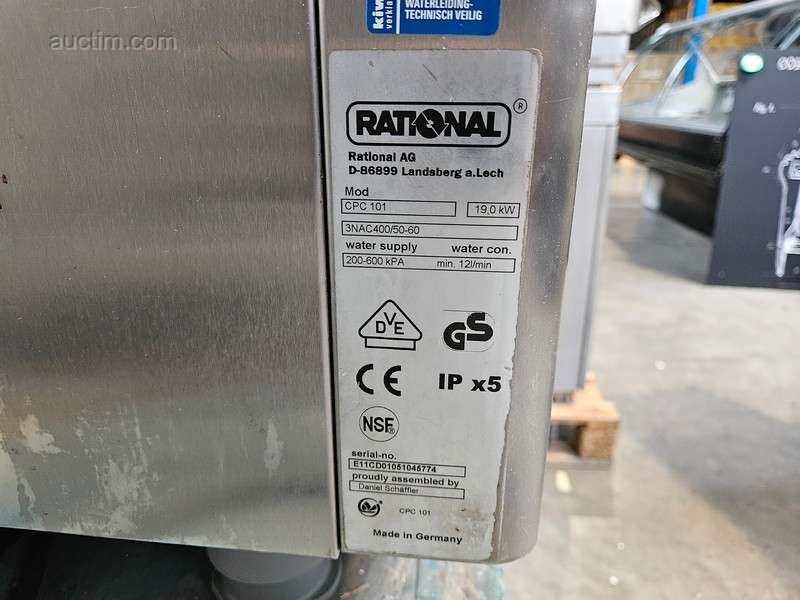 auctim.com
kiwa
WATERLEIDING-
TECHNISCH VEILIG
RATIONAL ®
Rational AG
D-86899 Landsberg a.Lech
Mod
CPC 101 19,0 kW
3NAC400/50-60
water supply water con.
200-600 kPA min. 12l/min
DVE GS
CE IP x5
NSF®
serial-no.
E11CD01051045774
proudly assembled by
Daniel Schäffler
CPC 101
Made in Germany